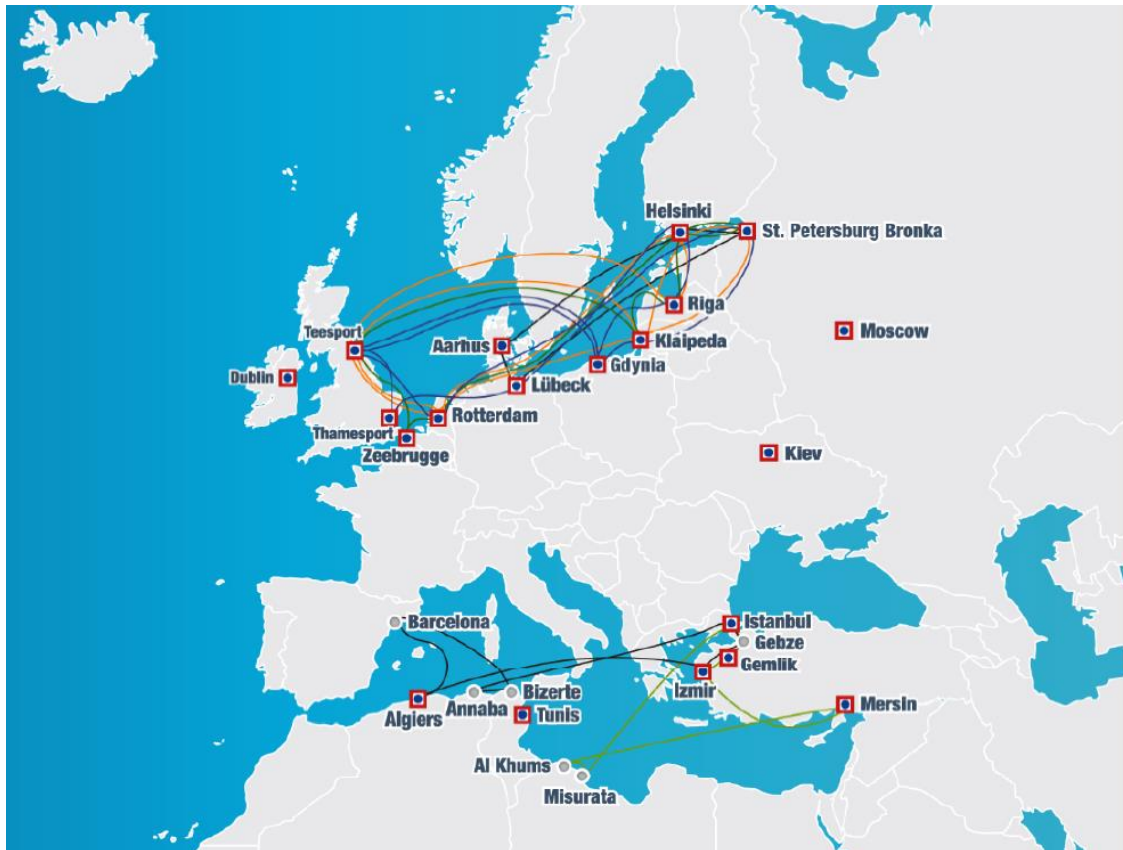 Helsinki
St. Petersburg Bronka
Riga
Teesport
Moscow
Aarhus
Klaipeda
Gdynia
Dublin
Lübeck
Rotterdam
Thamesport
Zeebrugge
Kiev
Barcelona
Istanbul
Gebze
Gemlik
Izmir
Bizerte
Annaba
Algiers
Tunis
Mersin
Al Khums
Misurata